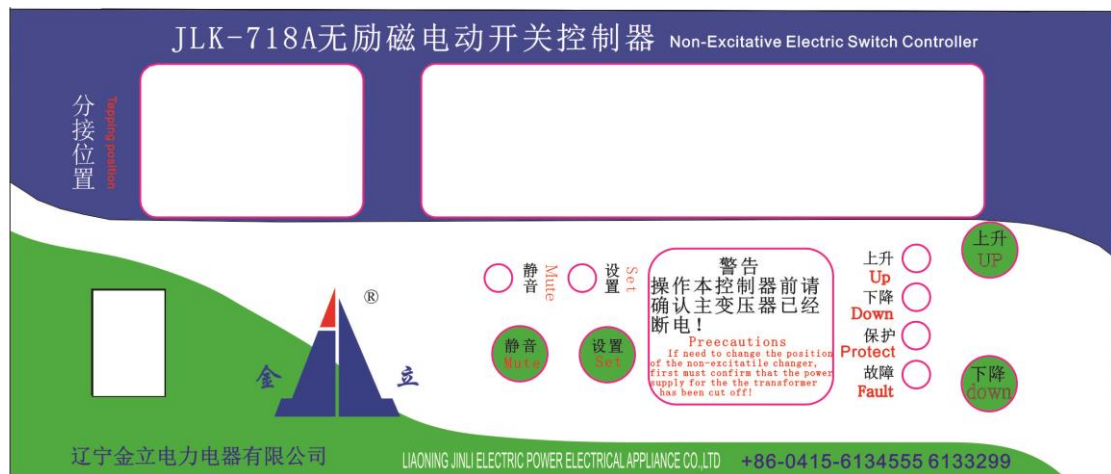 JLK-718A无励磁电动开关控制器 Non-Excitative Electric Switch Controller
分接位置
Tapping position
静音
Mute
设置
Set
静音
Mute
设置
Set
警告
操作本控制器前请
确认主变压器已经
断电！
Preecautions
If need to change the position
of the non-excitatile changer,
first must confirm that the power
supply for the the transformer
has been cut off!
上升
Up
下降
Down
保护
Protect
故障
Fault
上升
UP
下降
down
®
金 立
辽宁金立电力电器有限公司
LIAONING JINLI ELECTRIC POWER ELECTRICAL APPLIANCE CO.,LTD
+86-0415-6134555 6133299